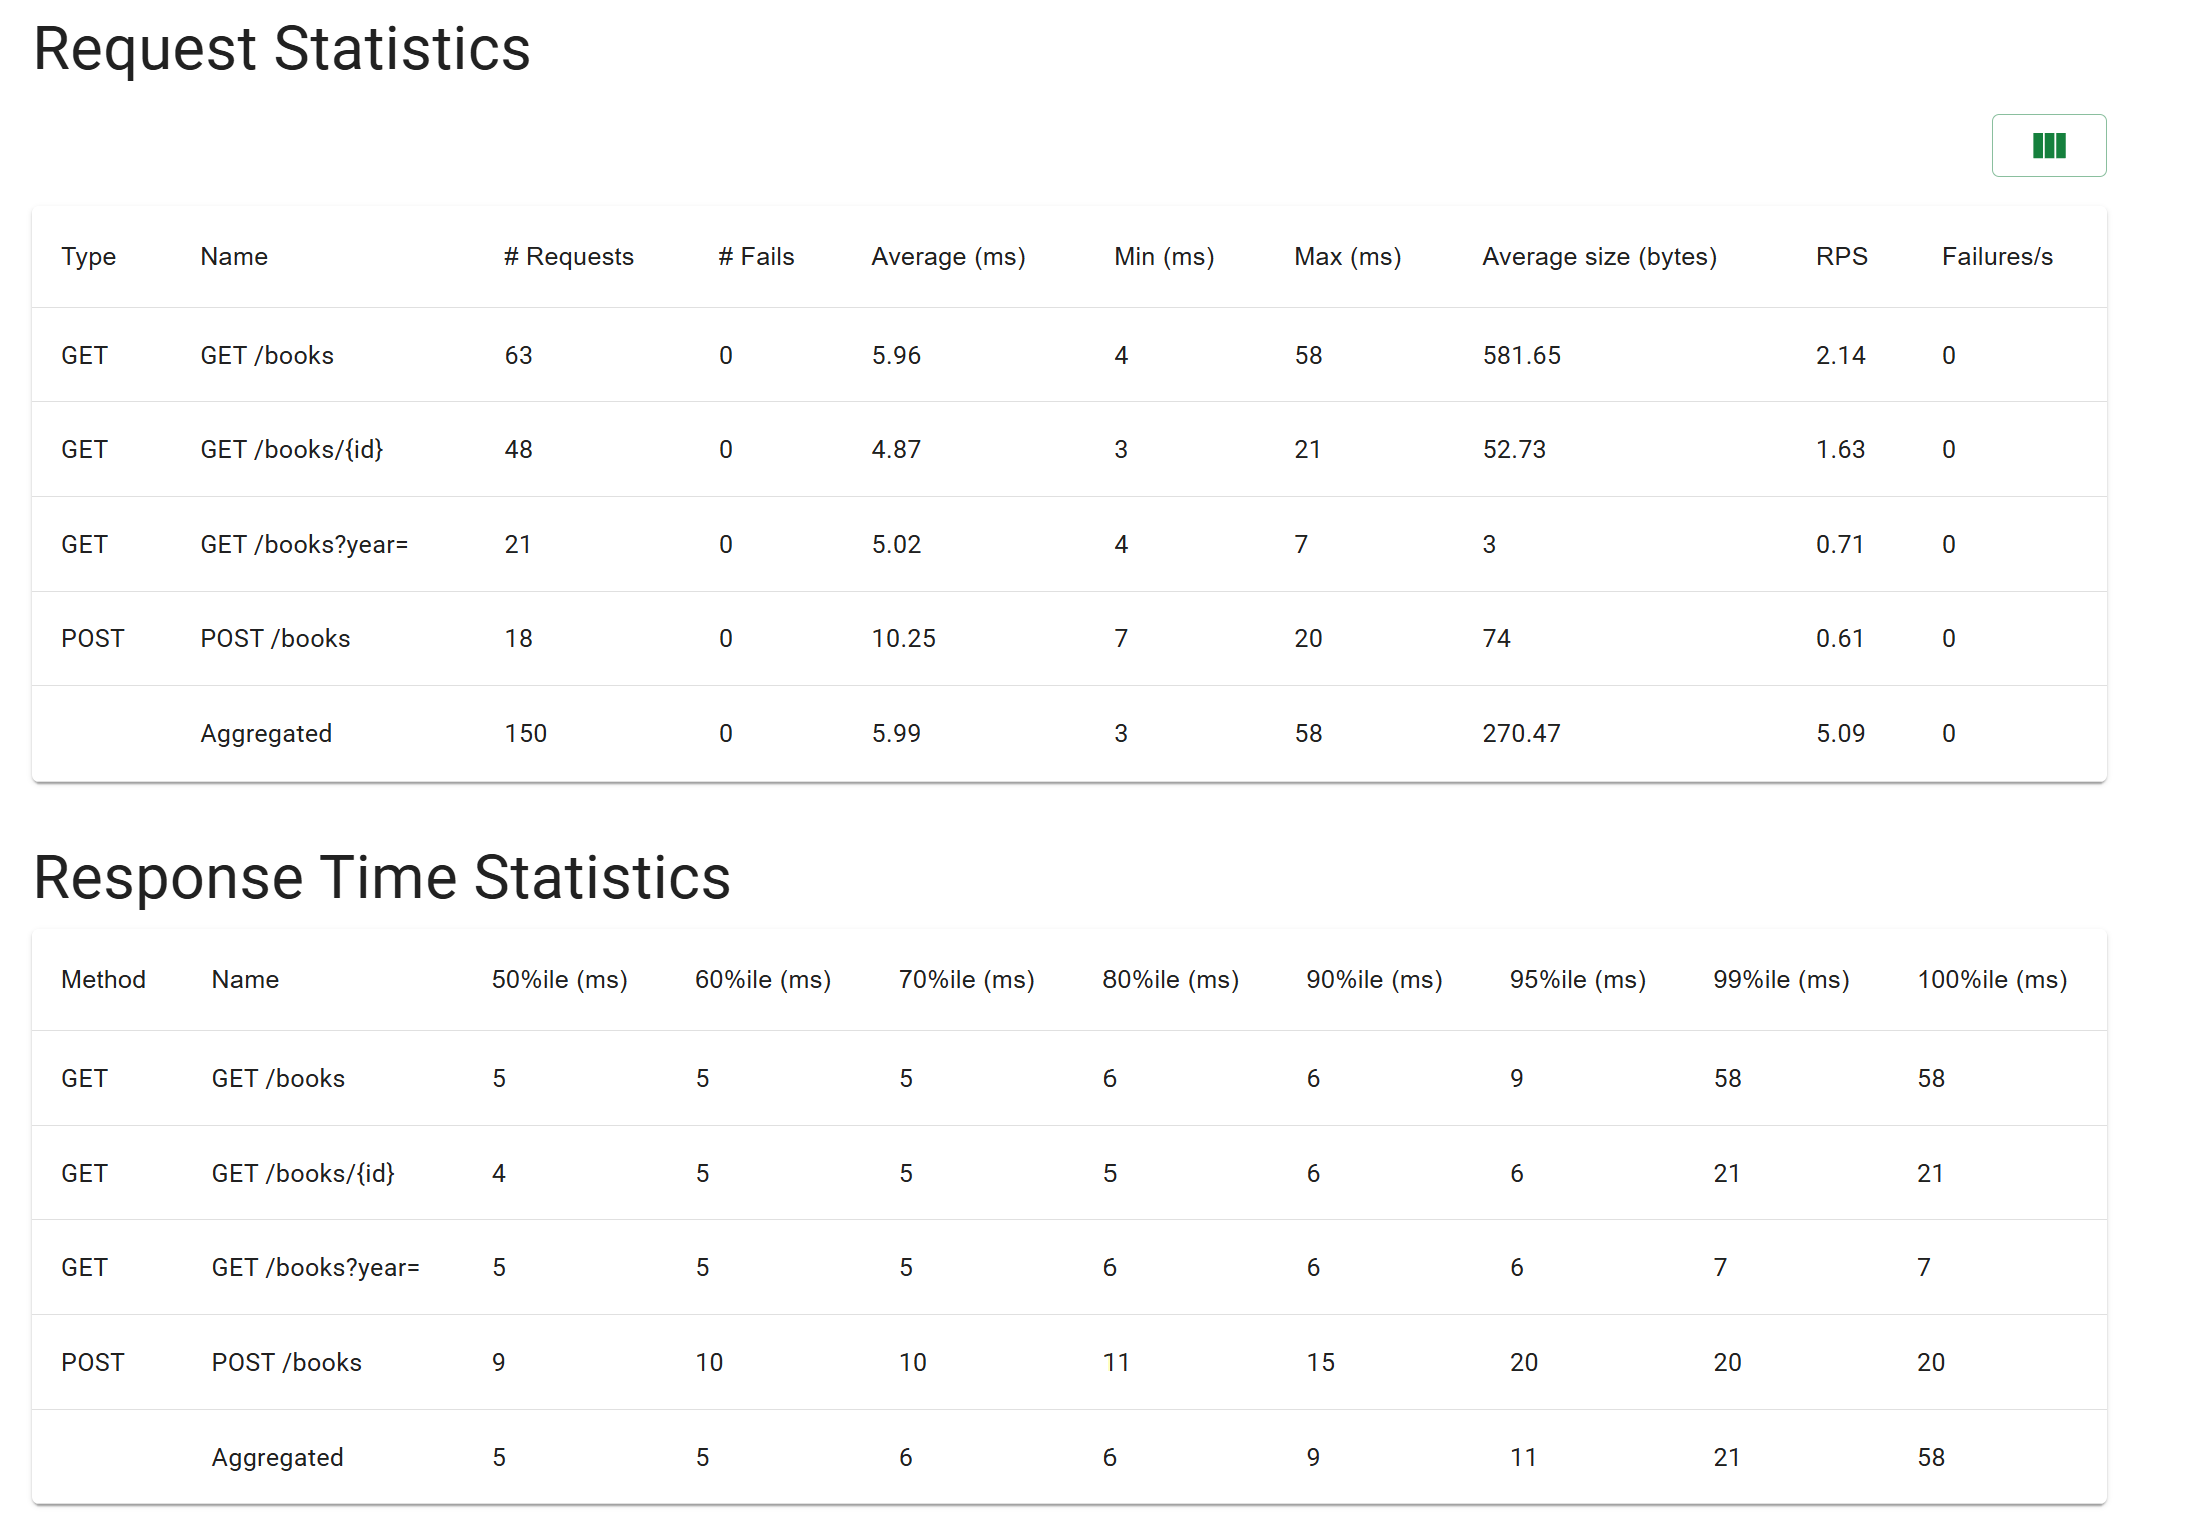 Request Statistics
Type Name # Requests # Fails Average (ms) Min (ms) Max (ms) Average size (bytes) RPS Failures/s
GET GET /books 63 0 5.96 4 58 581.65 2.14 0
GET GET /books/{id} 48 0 4.87 3 21 52.73 1.63 0
GET GET /books?year= 21 0 5.02 4 7 3 0.71 0
POST POST /books 18 0 10.25 7 20 74 0.61 0
Aggregated 150 0 5.99 3 58 270.47 5.09 0
Response Time Statistics
Method Name 50%ile (ms) 60%ile (ms) 70%ile (ms) 80%ile (ms) 90%ile (ms) 95%ile (ms) 99%ile (ms) 100%ile (ms)
GET GET /books 5 5 5 6 6 9 58 58
GET GET /books/{id} 4 5 5 5 6 6 21 21
GET GET /books?year= 5 5 5 6 6 6 7 7
POST POST /books 9 10 10 11 15 20 20 20
Aggregated 5 5 6 6 9 11 21 58